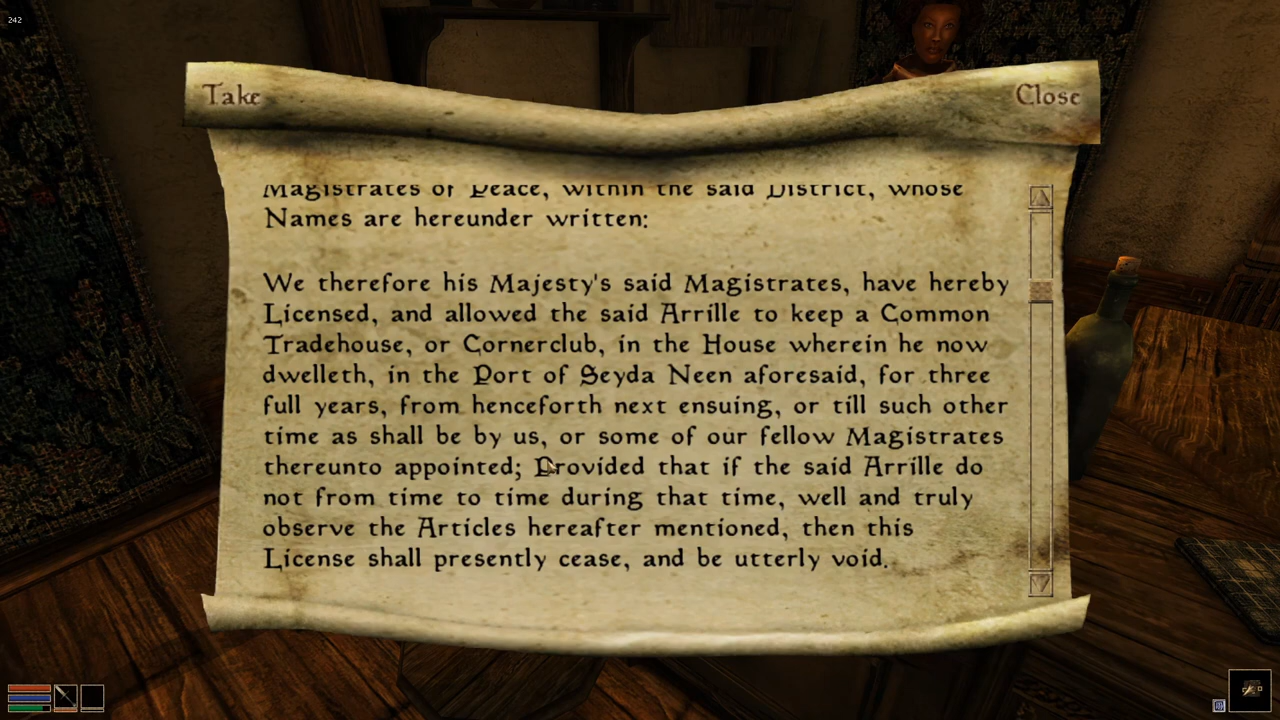 242
Take
Close
Magistrates of Peace, within the said District, whose
Names are hereunder written:
We therefore his Majesty's said Magistrates, have hereby
Licensed, and allowed the said Arrille to keep a Common
Tradehouse, or Cornerclub, in the House wherein he now
dwelleth, in the Port of Seyda Neen aforesaid, for three
full years, from henceforth next ensuing, or till such other
time as shall be by us, or some of our fellow Magistrates
thereunto appointed; Provided that if the said Arrille do
not from time to time during that time, well and truly
observe the Articles hereafter mentioned, then this
License shall presently cease, and be utterly void.